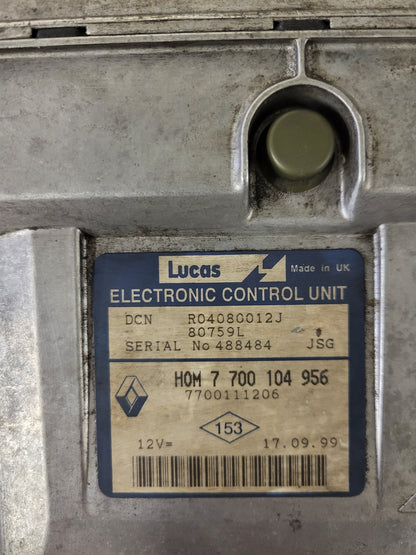 Lucas Made in UK
ELECTRONIC CONTROL UNIT
DCN R04080012J
80759L
SERIAL No 488484 JSG
HOM 7 700 104 956
7700111206
153
12V= 17.09.99